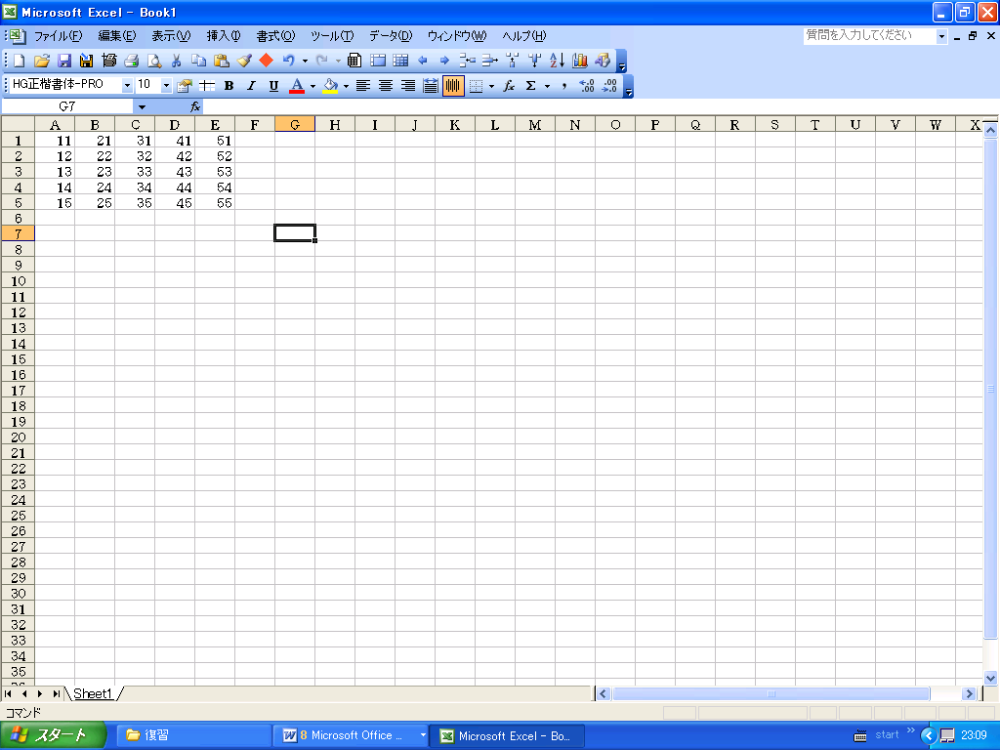 Microsoft Excel - Book1
ファイル(F) 編集(E) 表示(V) 挿入(I) 書式(O) ツール(T) データ(D) ウィンドウ(W) ヘルプ(H) 質問を入力してください
HG正楷書体-PRO 10 B I U
G7 fx
A B C D E F G H I J K L M N O P Q R S T U V W X
1 11 21 31 41 51
2 12 22 32 42 52
3 13 23 33 43 53
4 14 24 34 44 54
5 15 25 35 45 55
6
7
8
9
10
11
12
13
14
15
16
17
18
19
20
21
22
23
24
25
26
27
28
29
30
31
32
33
34
35
Sheet1
コマンド
スタート 復習 8 Microsoft Office ... Microsoft Excel - Bo... start 23:09